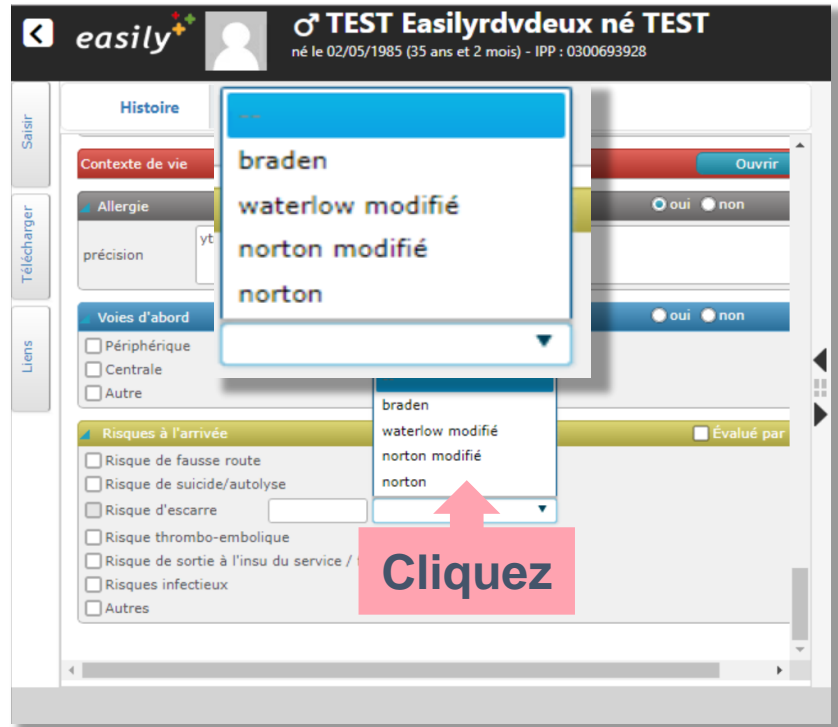 easily
♂ TEST Easilyrdvdeux né TEST
né le 02/05/1985 (35 ans et 2 mois) - IPP : 0300693928
Saisir
Télécharger
Liens
Histoire
--
braden
waterlow modifié
norton modifié
norton
Contexte de vie
Ouvrir
Allergie
oui
non
précision
yt
Voies d'abord
oui
non
Périphérique
Centrale
Autre
braden
waterlow modifié
norton modifié
norton
Risques à l'arrivée
Évalué par
Risque de fausse route
Risque de suicide/autolyse
Risque d'escarre
Risque thrombo-embolique
Risque de sortie à l'insu du service /
Risques infectieux
Autres
Cliquez